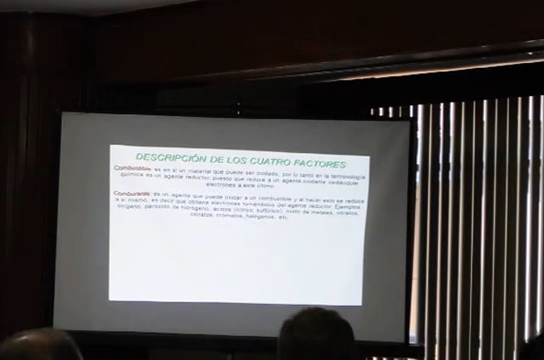 DESCRIPCIÓN DE LOS CUATRO FACTORES
Combustible: es en si un material que puede ser oxidado, por lo tanto en la terminología
química es un agente reductor, puesto que reduce a un agente oxidante cediéndole
electrones a este último.
Comburente: es un agente que puede oxidar a un combustible y al hacer esto se reduce
a si mismo, es decir que obtiene electrones tomándolos del agente reductor. Ejemplos:
Oxígeno, peróxido de hidrógeno, ácidos (nítrico, sulfúrico), óxido de metales, nitratos,
cloratos, cromatos, halógenos, etc.